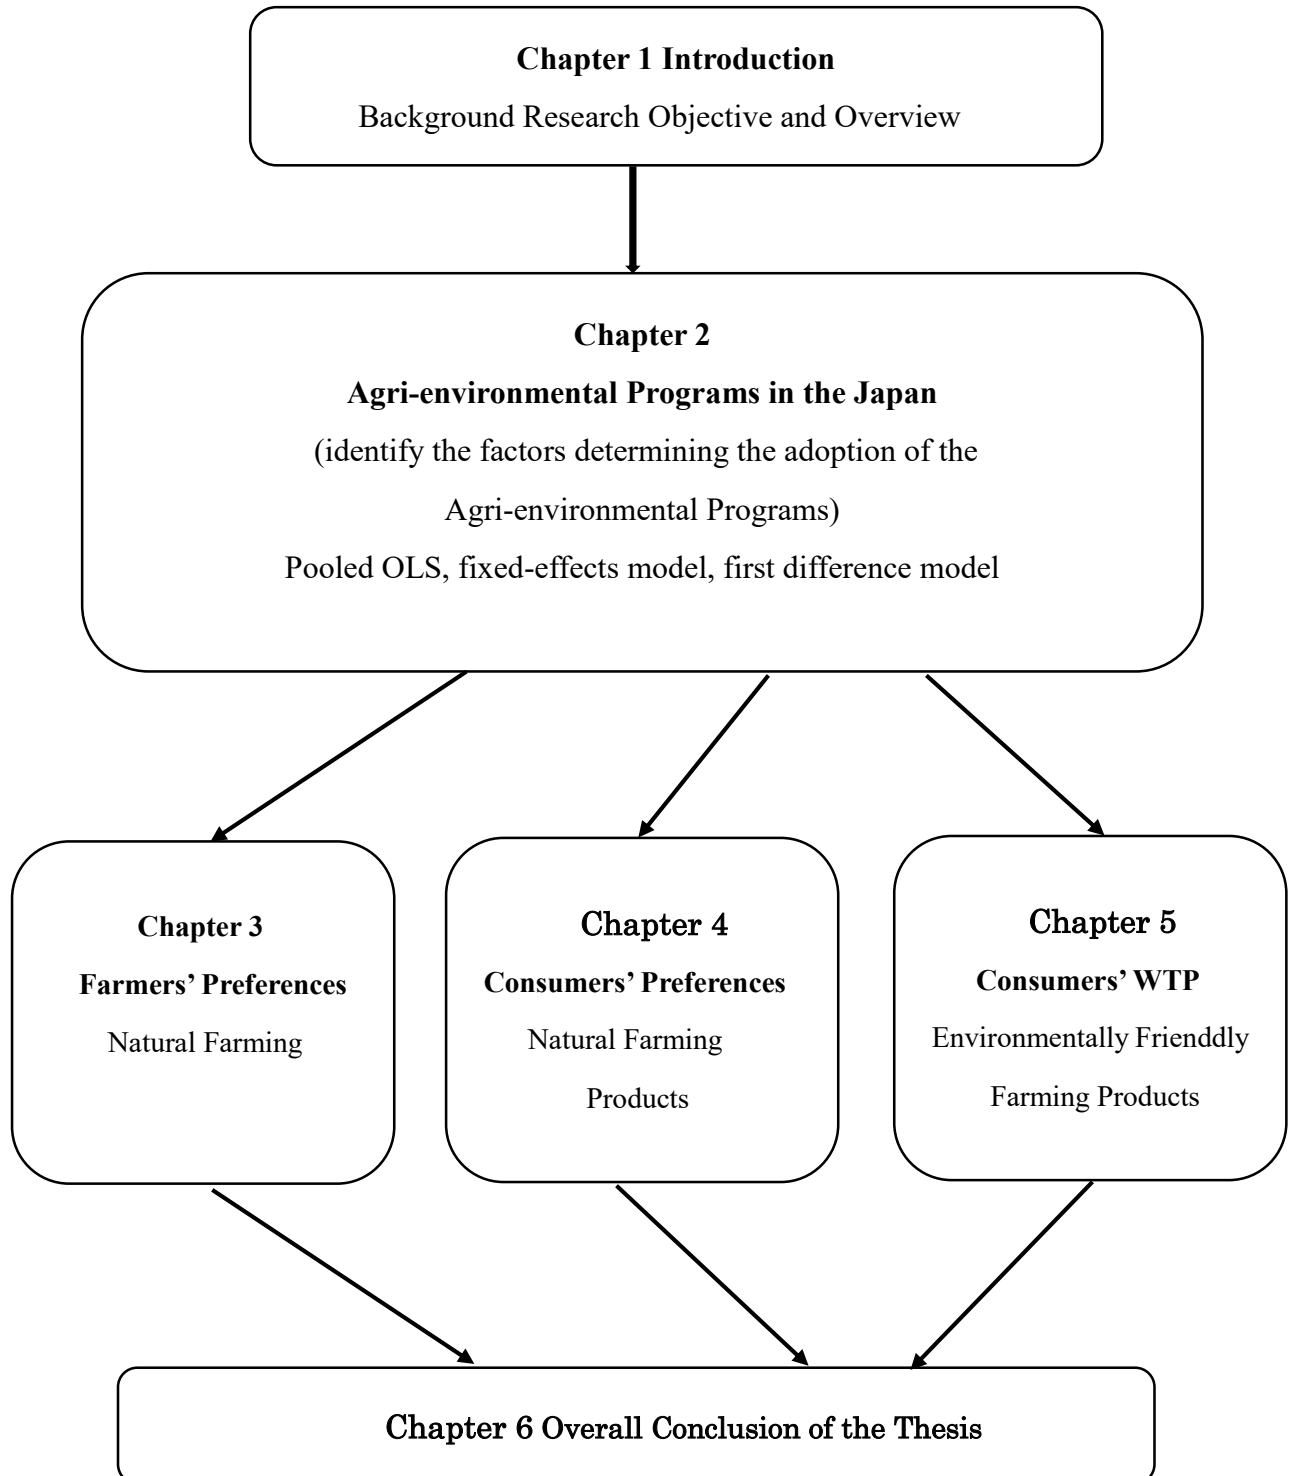 Chapter 1 Introduction
Background Research Objective and Overview
Chapter 2
Agri-environmental Programs in the Japan
(identify the factors determining the adoption of the
Agri-environmental Programs)
Pooled OLS, fixed-effects model, first difference model
Chapter 3
Farmers’ Preferences
Natural Farming
Chapter 4
Consumers’ Preferences
Natural Farming
Products
Chapter 5
Consumers’ WTP
Environmentally Frienddly
Farming Products
Chapter 6 Overall Conclusion of the Thesis